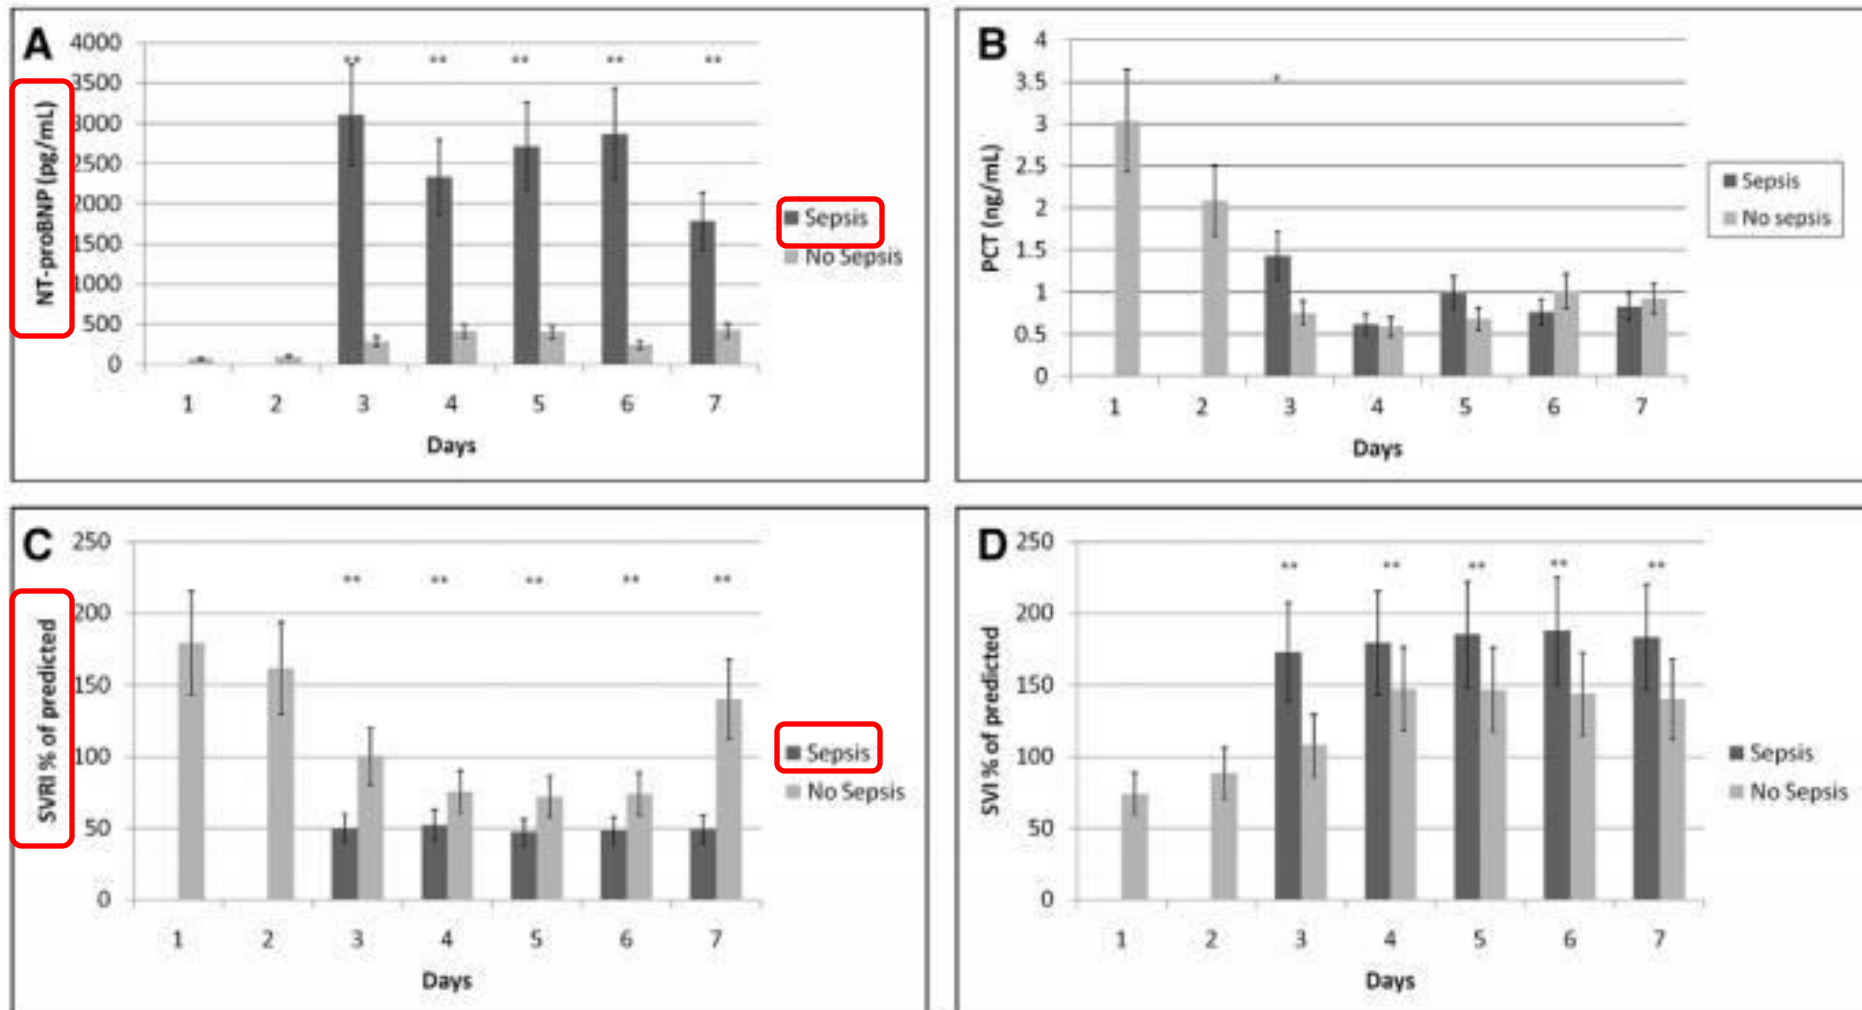 A
4000
3500
3000
2500
2000
1500
1000
500
0
NT-proBNP (pg/mL)
** ** ** ** **
1 2 3 4 5 6 7
Days
Sepsis
No Sepsis
B
4
3.5
3
2.5
2
1.5
1
0.5
0
PCT (ng/mL)
*
1 2 3 4 5 6 7
Days
Sepsis
No sepsis
C
250
200
150
100
50
0
SVRI % of predicted
** ** ** ** **
1 2 3 4 5 6 7
Days
Sepsis
No Sepsis
D
250
200
150
100
50
0
SVI % of predicted
** ** ** ** **
1 2 3 4 5 6 7
Days
Sepsis
No Sepsis